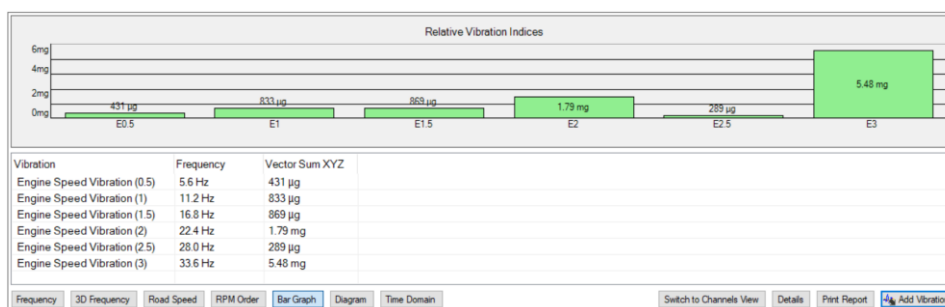 Relative Vibration Indices
6mg
4mg
2mg
0mg
431 µg
833 µg
869 µg
1.79 mg
289 µg
5.48 mg
E0.5 E1 E1.5 E2 E2.5 E3
Vibration Frequency Vector Sum XYZ
Engine Speed Vibration (0.5) 5.6 Hz 431 µg
Engine Speed Vibration (1) 11.2 Hz 833 µg
Engine Speed Vibration (1.5) 16.8 Hz 869 µg
Engine Speed Vibration (2) 22.4 Hz 1.79 mg
Engine Speed Vibration (2.5) 28.0 Hz 289 µg
Engine Speed Vibration (3) 33.6 Hz 5.48 mg
Frequency 3D Frequency Road Speed RPM Order Bar Graph Diagram Time Domain Switch to Channels View Details Print Report Add Vibratio